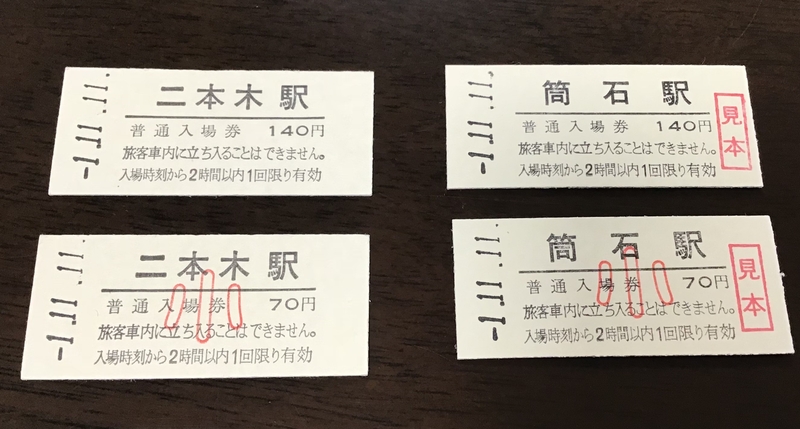 -1.11.11.
二本木駅
普通入場券 140円
旅客車内に立ち入ることはできません。
入場時刻から2時間以内1回限り有効
-1.11.11.
筒石駅
普通入場券 140円
旅客車内に立ち入ることはできません。
入場時刻から2時間以内1回限り有効
見本
-1.11.11.
二本木駅
小
普通入場券 70円
旅客車内に立ち入ることはできません。
入場時刻から2時間以内1回限り有効
-1.11.11.
筒石駅
小
普通入場券 70円
旅客車内に立ち入ることはできません。
入場時刻から2時間以内1回限り有効
見本